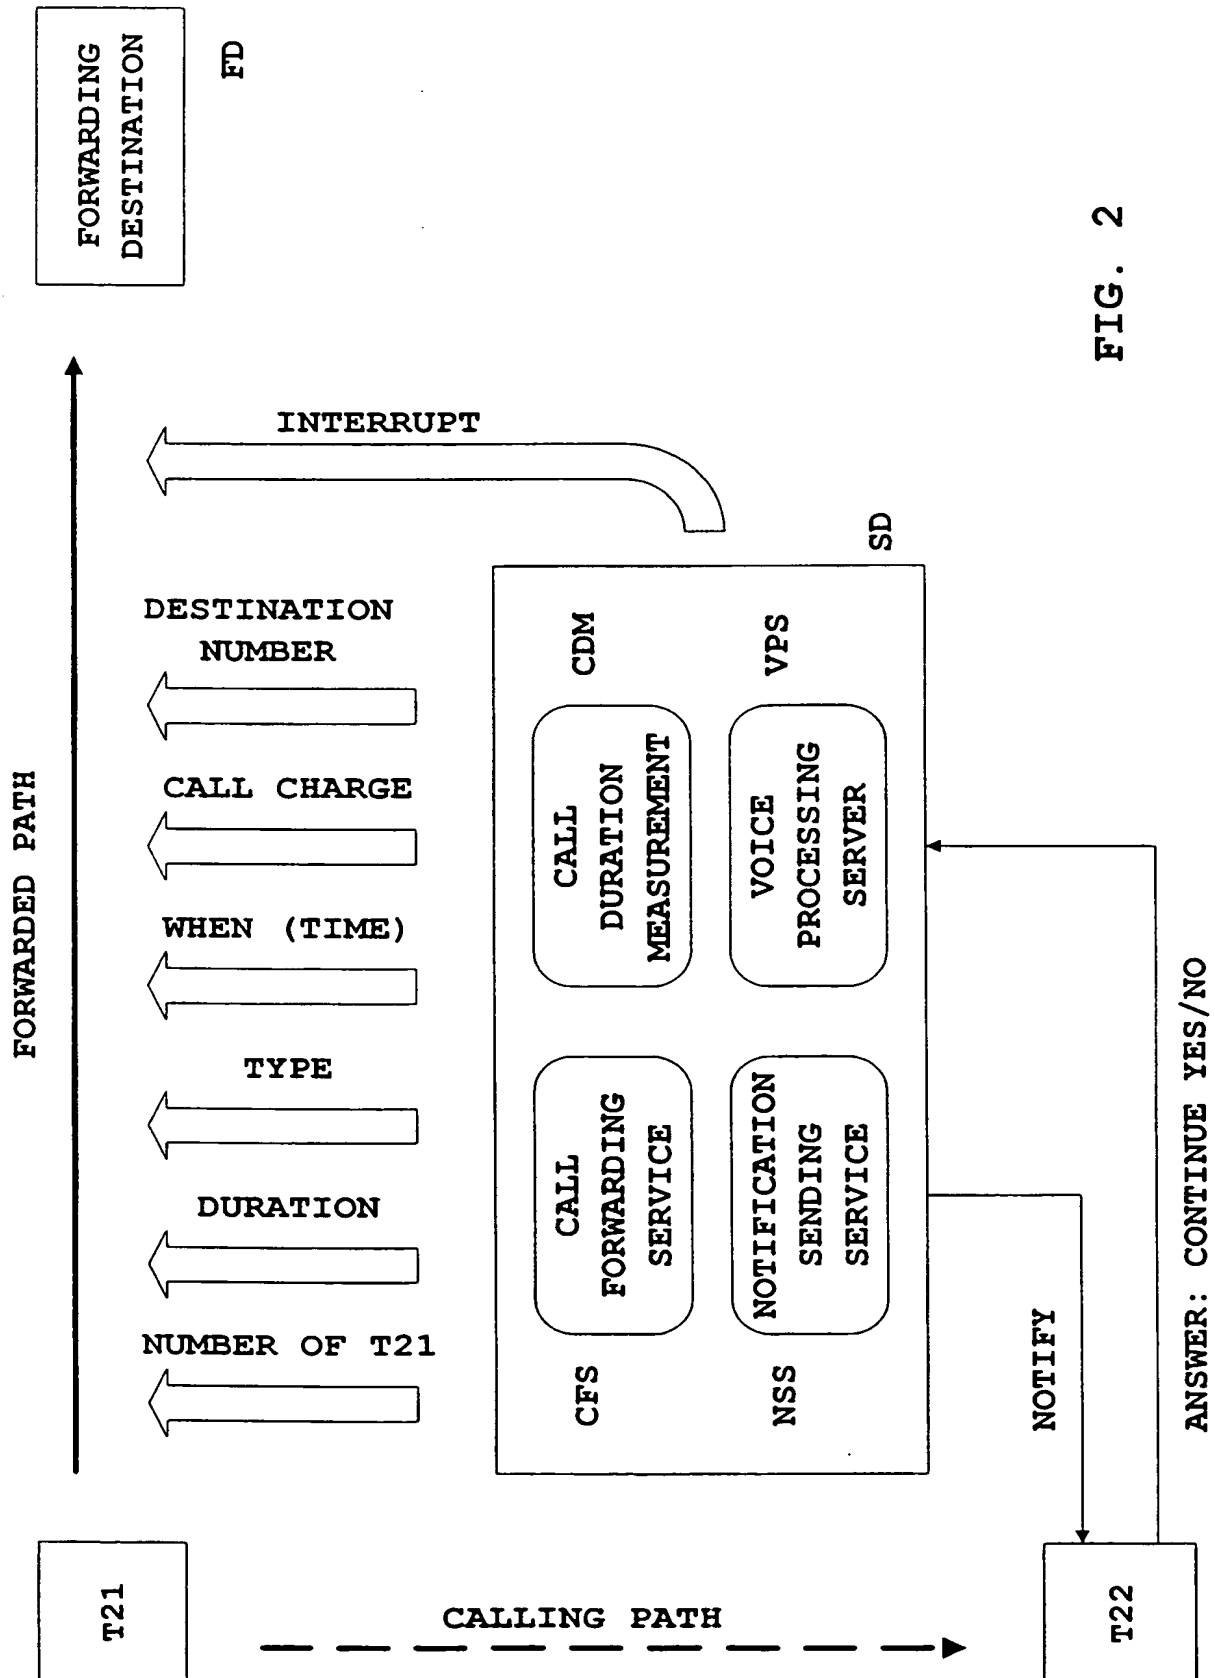 FORWARDED PATH
T21
FORWARDING
DESTINATION
FD
NUMBER OF T21
DURATION
TYPE
WHEN (TIME)
CALL CHARGE
DESTINATION
NUMBER
INTERRUPT
CALLING PATH
CFS
CALL
FORWARDING
SERVICE
CALL
DURATION
MEASUREMENT
CDM
NSS
NOTIFICATION
SENDING
SERVICE
VOICE
PROCESSING
SERVER
VPS
SD
NOTIFY
T22
ANSWER: CONTINUE YES/NO
FIG. 2